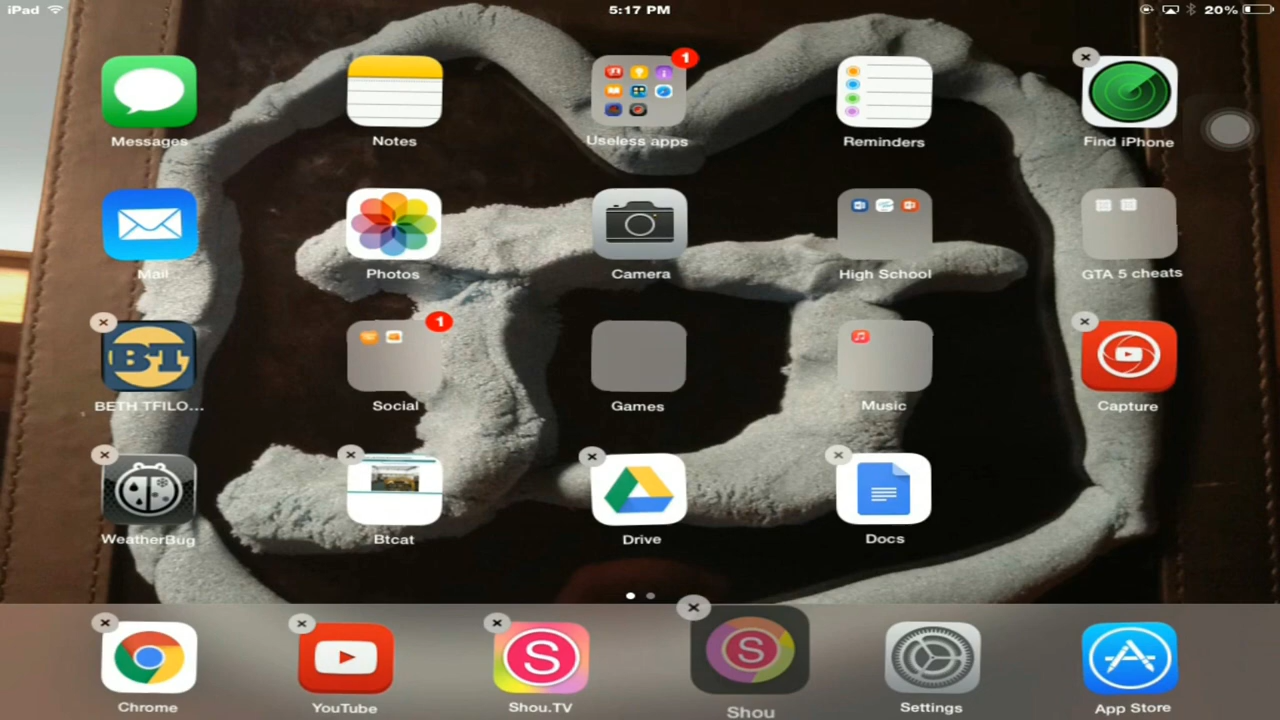 iPad 5:17 PM 20%
1
Messages Notes Useless apps Reminders Find iPhone
Mail Photos Camera High School GTA 5 cheats
1
BT
BETH TFILO... Social Games Music Capture
WeatherBug Btcat Drive Docs
S S
Chrome YouTube Shou.TV Shou Settings App Store